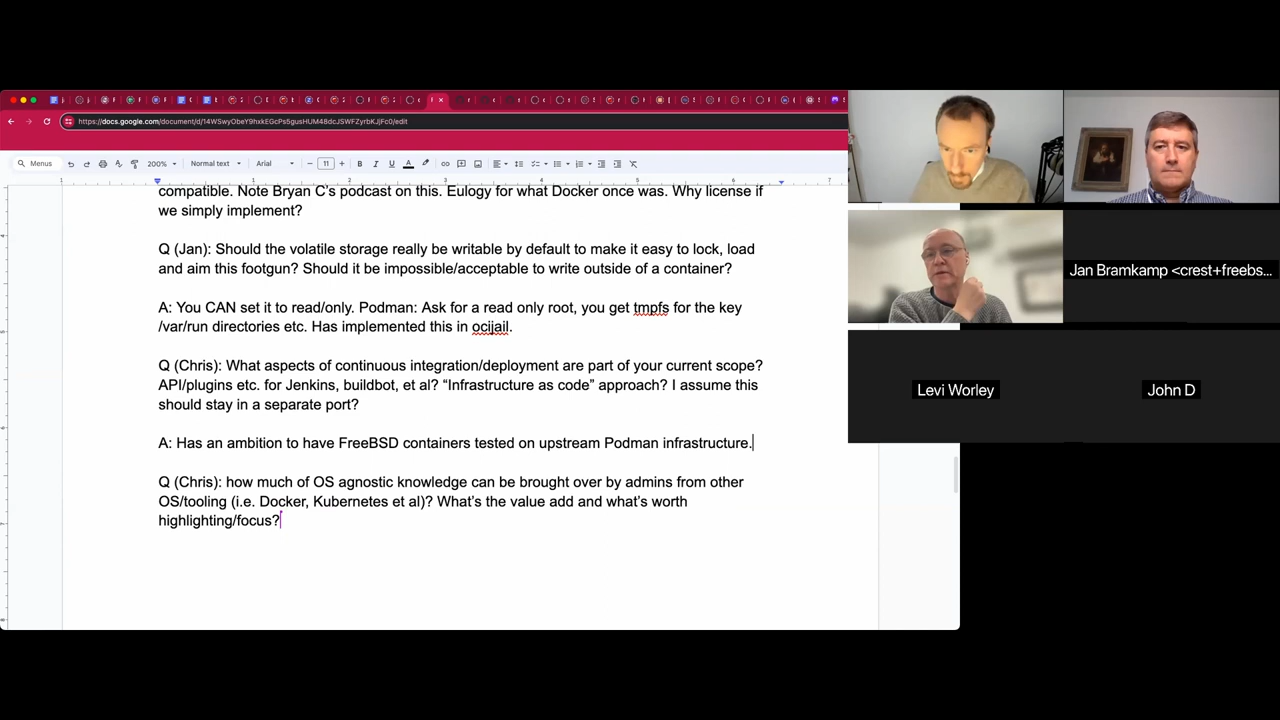 https://docs.google.com/document/d/14WSwyObeY9hxkEGcPs5gusHUM48dcJSWFZyrbKJjFc0/edit
Menus
200%
Normal text
Arial
11
1
1
2
3
4
5
6
7
compatible. Note Bryan C's podcast on this. Eulogy for what Docker once was. Why license if
we simply implement?
Q (Jan): Should the volatile storage really be writable by default to make it easy to lock, load
and aim this footgun? Should it be impossible/acceptable to write outside of a container?
A: You CAN set it to read/only. Podman: Ask for a read only root, you get tmpfs for the key
/var/run directories etc. Has implemented this in ocijail.
Q (Chris): What aspects of continuous integration/deployment are part of your current scope?
API/plugins etc. for Jenkins, buildbot, et al? “Infrastructure as code” approach? I assume this
should stay in a separate port?
A: Has an ambition to have FreeBSD containers tested on upstream Podman infrastructure.
Q (Chris): how much of OS agnostic knowledge can be brought over by admins from other
OS/tooling (i.e. Docker, Kubernetes et al)? What's the value add and what's worth
highlighting/focus?
Jan Bramkamp <crest+freebs...
Levi Worley
John D